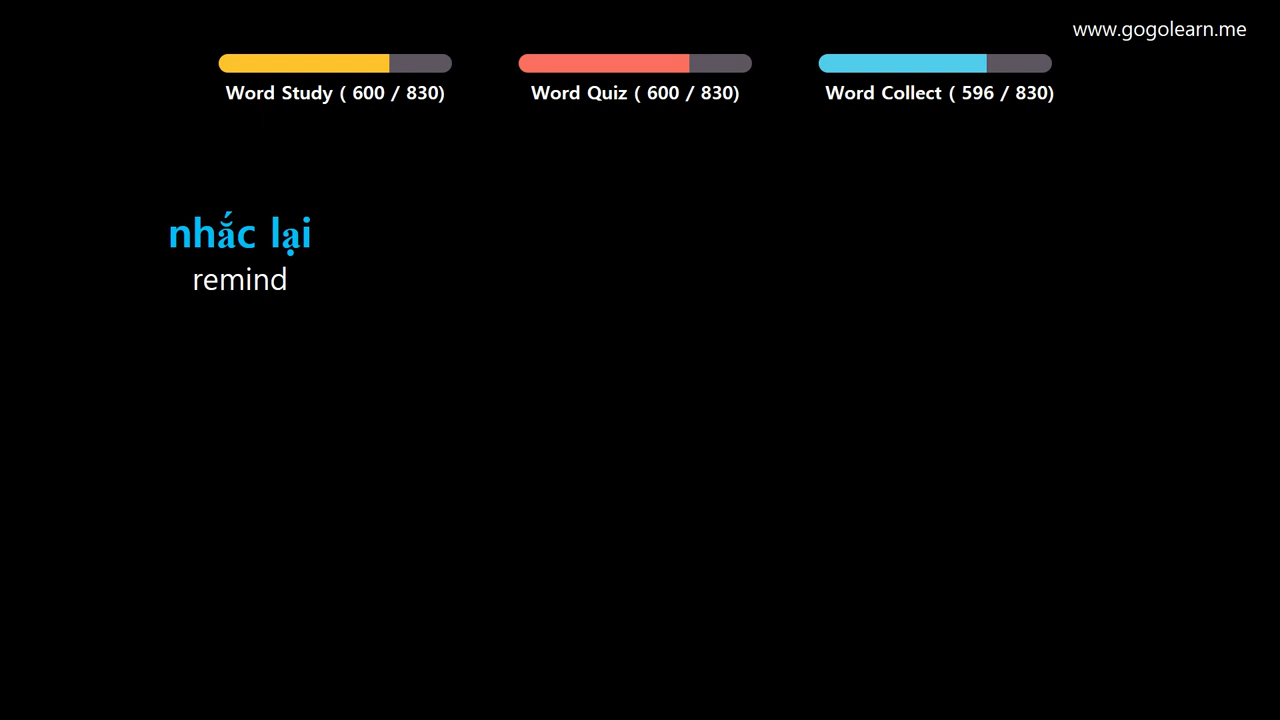 www.gogolearn.me
Word Study ( 600 / 830)
Word Quiz ( 600 / 830)
Word Collect ( 596 / 830)
nhắc lại
remind